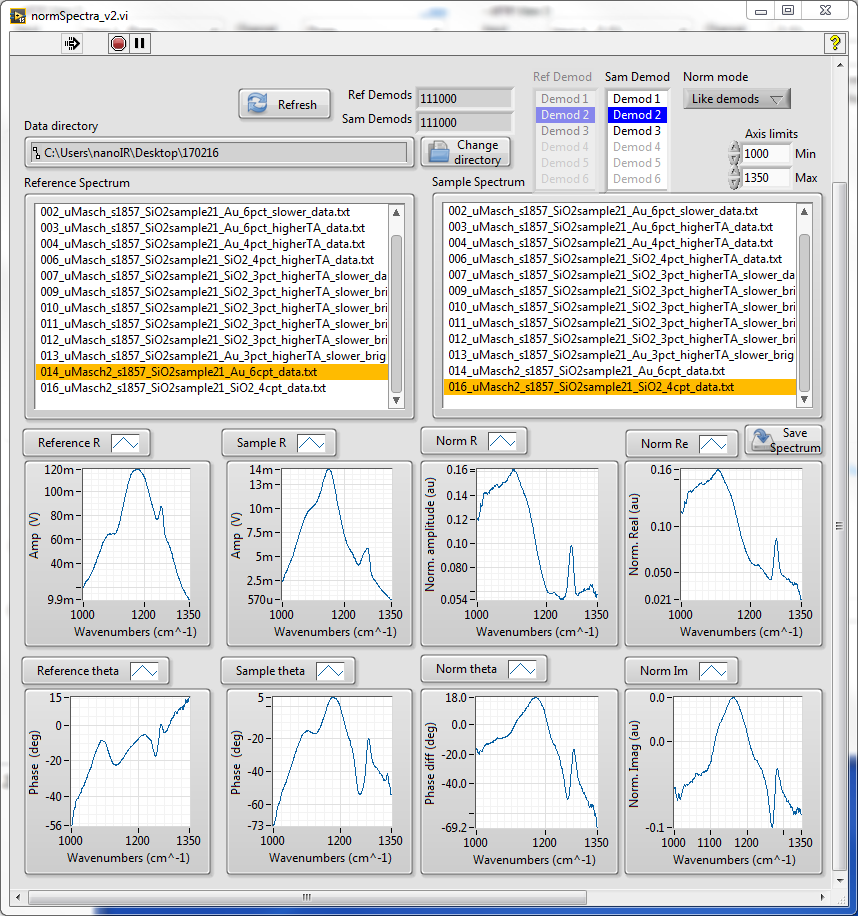 normSpectra_v2.vi
Refresh
Ref Demods
111000
Sam Demods
111000
Ref Demod
Demod 1
Demod 2
Demod 3
Demod 4
Demod 5
Demod 6
Sam Demod
Demod 1
Demod 2
Demod 3
Demod 4
Demod 5
Demod 6
Norm mode
Like demods
Axis limits
1000 Min
1350 Max
Data directory
C:\Users\nanoIR\Desktop\170216
Change
directory
Reference Spectrum
002_uMasch_s1857_SiO2sample21_Au_6pct_slower_data.txt
003_uMasch_s1857_SiO2sample21_Au_6pct_higherTA_data.txt
004_uMasch_s1857_SiO2sample21_Au_4pct_higherTA_data.txt
006_uMasch_s1857_SiO2sample21_SiO2_4pct_higherTA_data.txt
007_uMasch_s1857_SiO2sample21_SiO2_3pct_higherTA_slower_da
009_uMasch_s1857_SiO2sample21_SiO2_3pct_higherTA_slower_bri
010_uMasch_s1857_SiO2sample21_SiO2_3pct_higherTA_slower_bri
011_uMasch_s1857_SiO2sample21_SiO2_3pct_higherTA_slower_bri
012_uMasch_s1857_SiO2sample21_SiO2_3pct_higherTA_slower_bri
013_uMasch_s1857_SiO2sample21_Au_3pct_higherTA_slower_brig
014_uMasch2_s1857_SiO2sample21_Au_6cpt_data.txt
016_uMasch2_s1857_SiO2sample21_SiO2_4cpt_data.txt
Sample Spectrum
002_uMasch_s1857_SiO2sample21_Au_6pct_slower_data.txt
003_uMasch_s1857_SiO2sample21_Au_6pct_higherTA_data.txt
004_uMasch_s1857_SiO2sample21_Au_4pct_higherTA_data.txt
006_uMasch_s1857_SiO2sample21_SiO2_4pct_higherTA_data.txt
007_uMasch_s1857_SiO2sample21_SiO2_3pct_higherTA_slower_da
009_uMasch_s1857_SiO2sample21_SiO2_3pct_higherTA_slower_bri
010_uMasch_s1857_SiO2sample21_SiO2_3pct_higherTA_slower_bri
011_uMasch_s1857_SiO2sample21_SiO2_3pct_higherTA_slower_bri
012_uMasch_s1857_SiO2sample21_SiO2_3pct_higherTA_slower_bri
013_uMasch_s1857_SiO2sample21_Au_3pct_higherTA_slower_brig
014_uMasch2_s1857_SiO2sample21_Au_6cpt_data.txt
016_uMasch2_s1857_SiO2sample21_SiO2_4cpt_data.txt
Reference R
120m
100m
80m
60m
40m
9.9m
Amp (V)
1000 1200 1350
Wavenumbers (cm^-1)
Sample R
14m
13m
10m
7.5m
5m
2.5m
570u
Amp (V)
1000 1200 1350
Wavenumbers (cm^-1)
Norm R
0.16
0.14
0.12
0.10
0.080
0.054
Norm. amplitude (au)
1000 1200 1350
Wavenumbers (cm^-1)
Norm Re
Save
Spectrum
0.16
0.10
0.050
0.021
Norm. Real (au)
1000 1200 1350
Wavenumbers (cm^-1)
Reference theta
15
0
-20
-40
-56
Phase (deg)
1000 1200 1350
Wavenumbers (cm^-1)
Sample theta
5
-20
-40
-60
-73
Phase (deg)
1000 1200 1350
Wavenumbers (cm^-1)
Norm theta
18.0
0.0
-20.0
-40.0
-69.2
Phase diff (deg)
1000 1200 1350
Wavenumbers (cm^-1)
Norm Im
0.0
0.0
-0.1
Norm. Imag (au)
1000 1100 1200 1350
Wavenumbers (cm^-1)